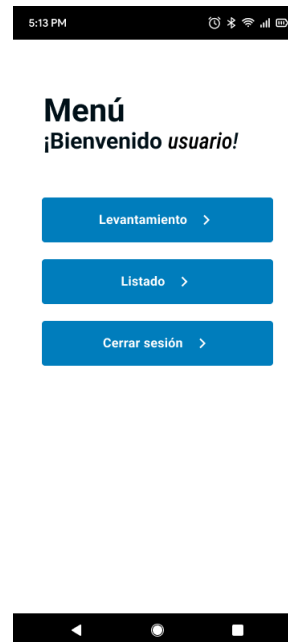 5:13 PM
Menú
¡Bienvenido usuario!
Levantamiento
Listado
Cerrar sesión